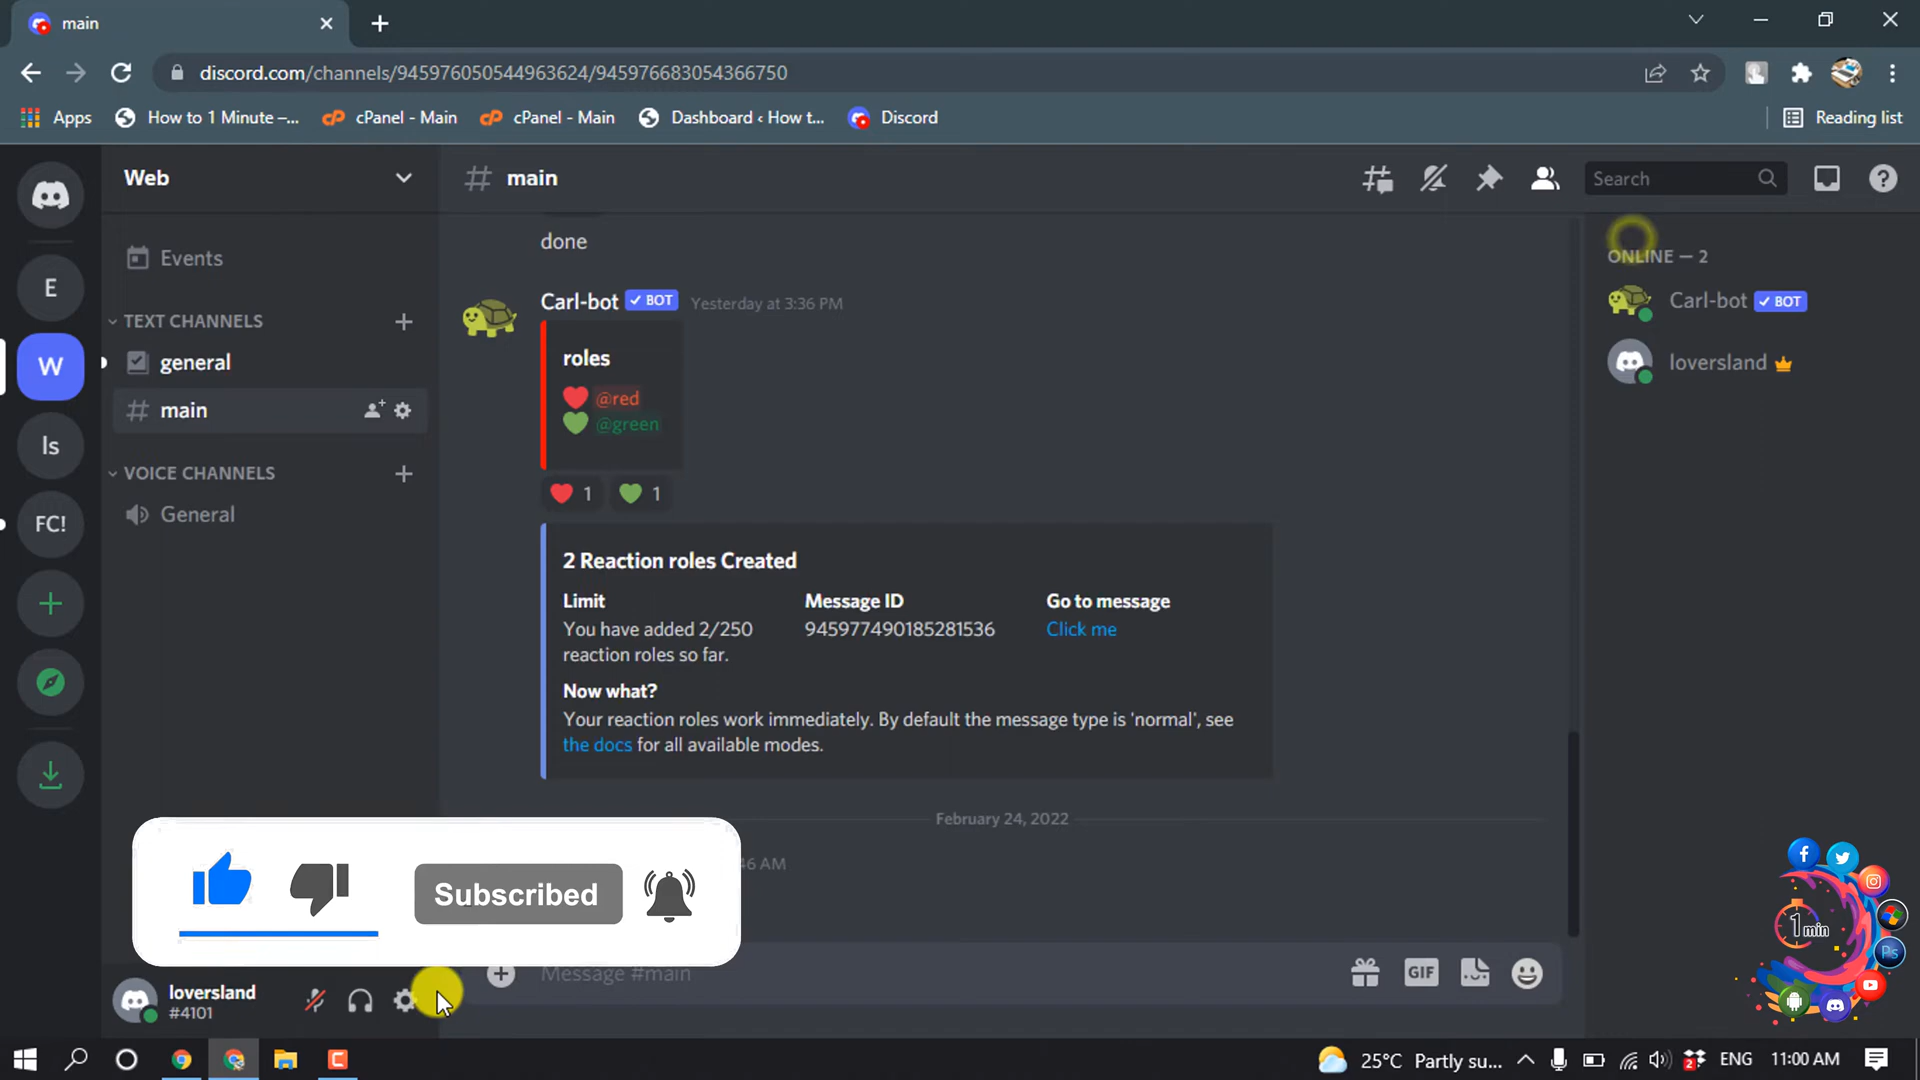 main
discord.com/channels/945976050544963624/945976683054366750
Apps
How to 1 Minute –...
cPanel - Main
cPanel - Main
Dashboard ‹ How t...
Discord
Reading list
Web
main
Search
E
W
Is
FC!
Events
TEXT CHANNELS
general
main
VOICE CHANNELS
General
done
Carl-bot BOT Yesterday at 3:36 PM
roles
@red
@green
1 1
2 Reaction roles Created
Limit
You have added 2/250
reaction roles so far.
Message ID
945977490185281536
Go to message
Click me
Now what?
Your reaction roles work immediately. By default the message type is 'normal', see
the docs for all available modes.
February 24, 2022
46 AM
Message #main
GIF
ONLINE — 2
Carl-bot BOT
loversland
Subscribed
loversland
#4101
1 min
Ps
25°C Partly su...
2
ENG
11:00 AM